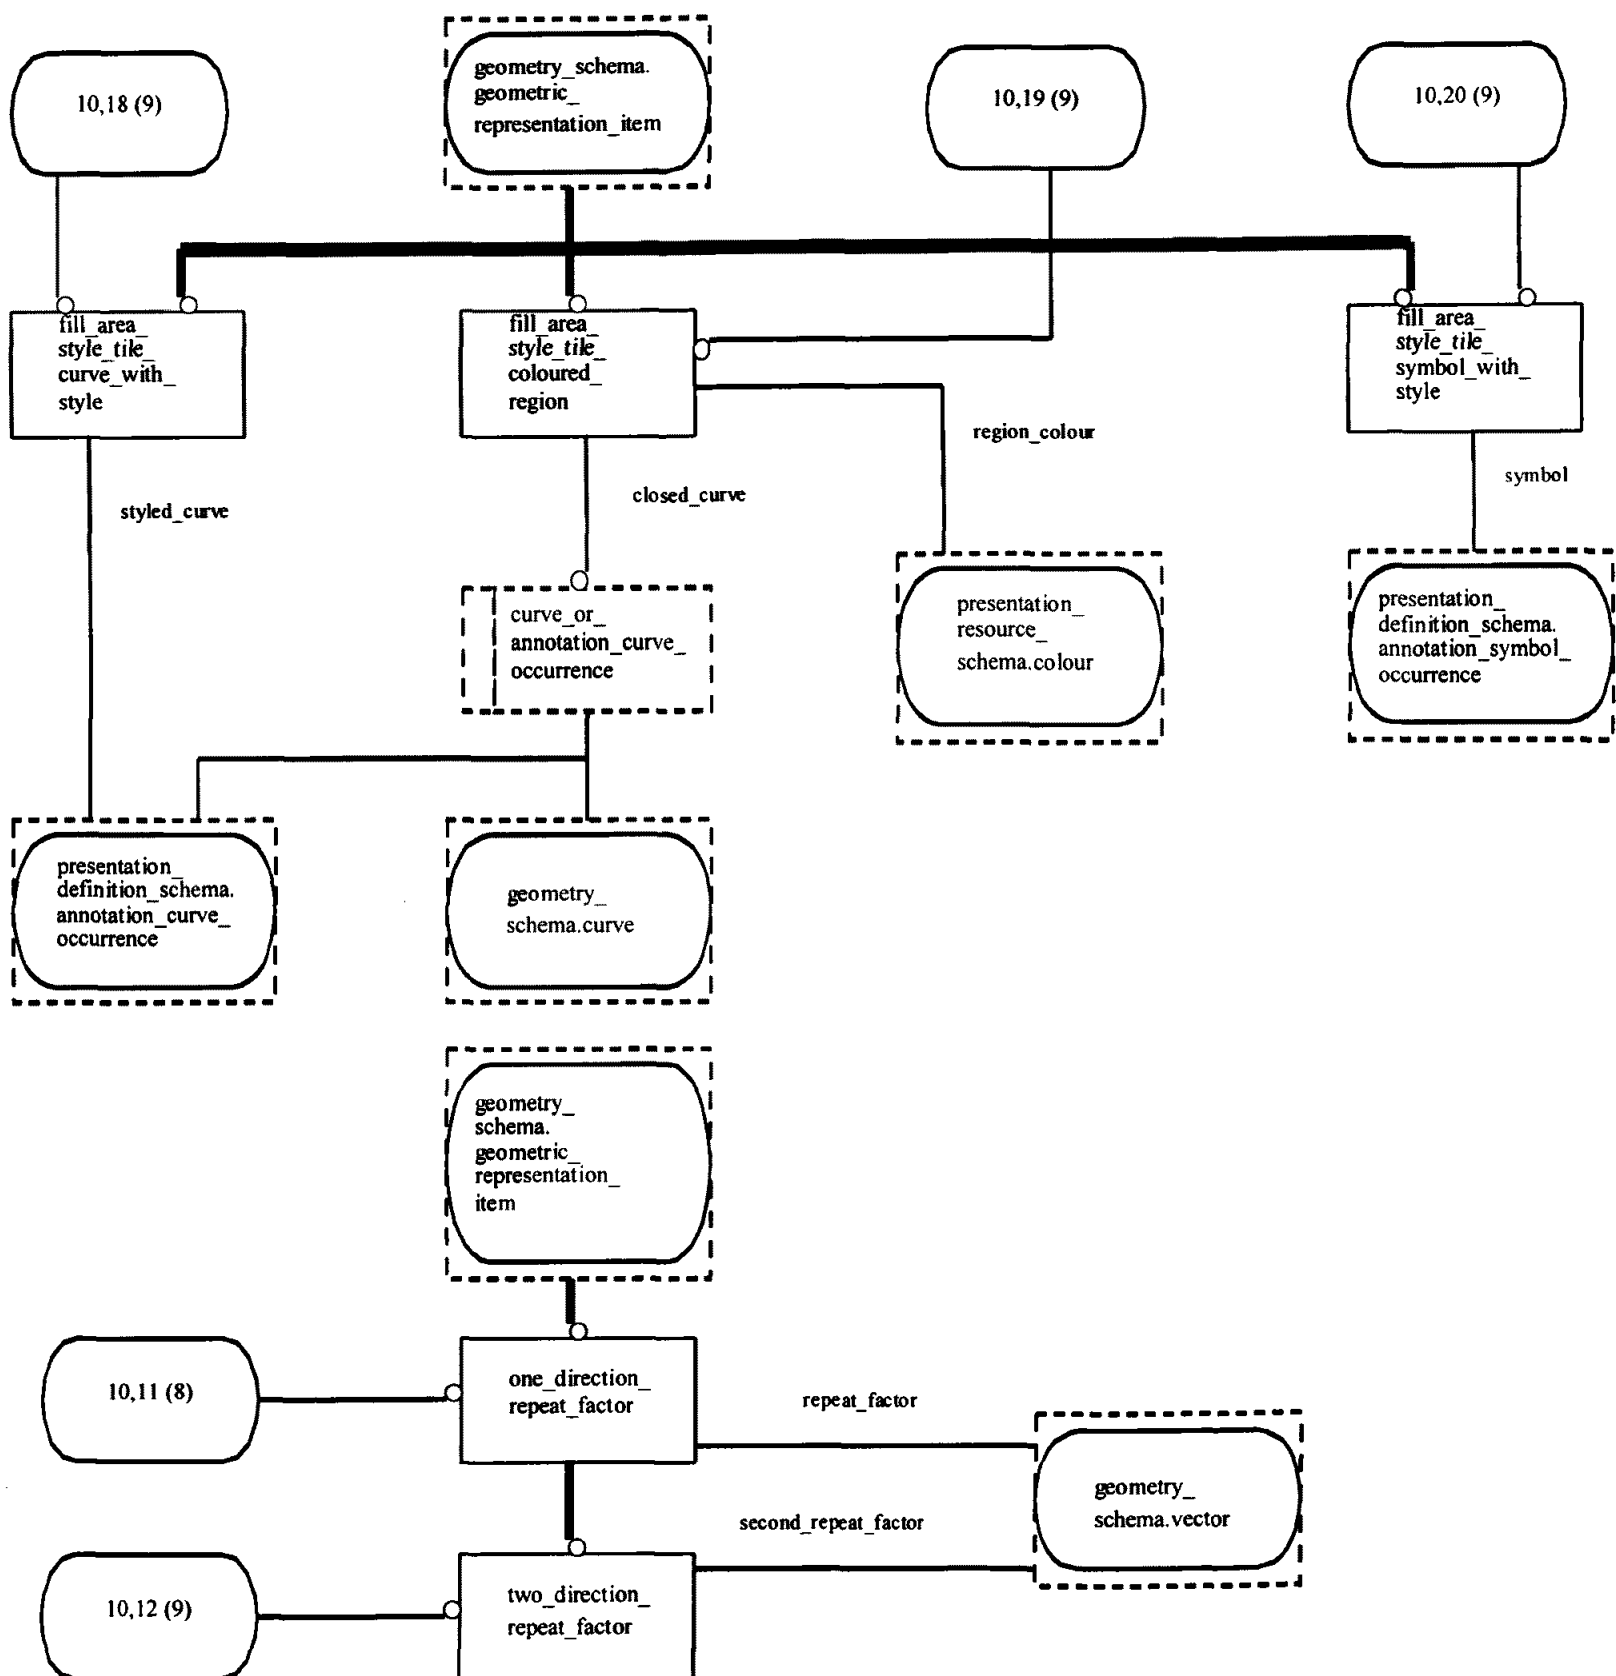 10,18 (9)
geometry_schema.
geometric_
representation_item
10,19 (9)
10,20 (9)
fill_area_
style_tile_
curve_with_
style
fill_area_
style_tile_
coloured_
region
fill_area_
style_tile_
symbol_with_
style
region_colour
styled_curve
closed_curve
symbol
curve_or_
annotation_curve_
occurrence
presentation_
resource_
schema.colour
presentation_
definition_schema.
annotation_symbol_
occurrence
presentation_
definition_schema.
annotation_curve_
occurrence
geometry_
schema.curve
geometry_
schema.
geometric_
representation_
item
10,11 (8)
one_direction_
repeat_factor
repeat_factor
geometry_
schema.vector
second_repeat_factor
10,12 (9)
two_direction_
repeat_factor